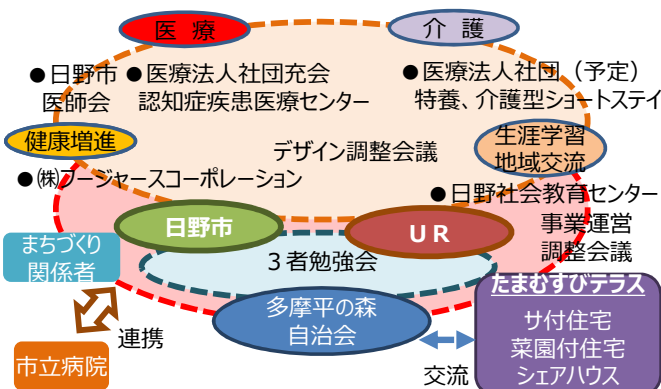 医 療
介 護
●日野市
医師会
●医療法人社団充会
認知症疾患医療センター
●医療法人社団（予定）
特養、介護型ショートステイ
健康増進
デザイン調整会議
生涯学習
地域交流
●㈱フージャースコーポレーション
●日野社会教育センター
日野市
ＵＲ
事業運営
調整会議
まちづくり
関係者
３者勉強会
たまむすびテラス
多摩平の森
自治会
サ付住宅
菜園付住宅
シェアハウス
連携
市立病院
交流